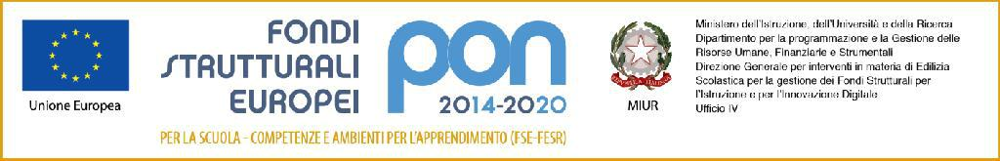 Unione Europea
FONDI
STRUTTURALI
EUROPEI
pon
2014-2020
PER LA SCUOLA - COMPETENZE E AMBIENTI PER L'APPRENDIMENTO (FSE-FESR)
REPUBBLICA ITALIANA
MIUR
Ministero dell'Istruzione, dell'Università e della Ricerca
Dipartimento per la programmazione e la Gestione delle
Risorse Umane, Finanziarie e Strumentali
Direzione Generale per interventi in materia di Edilizia
Scolastica per la gestione dei Fondi Strutturali per
l'Istruzione e per l'Innovazione Digitale
Ufficio IV